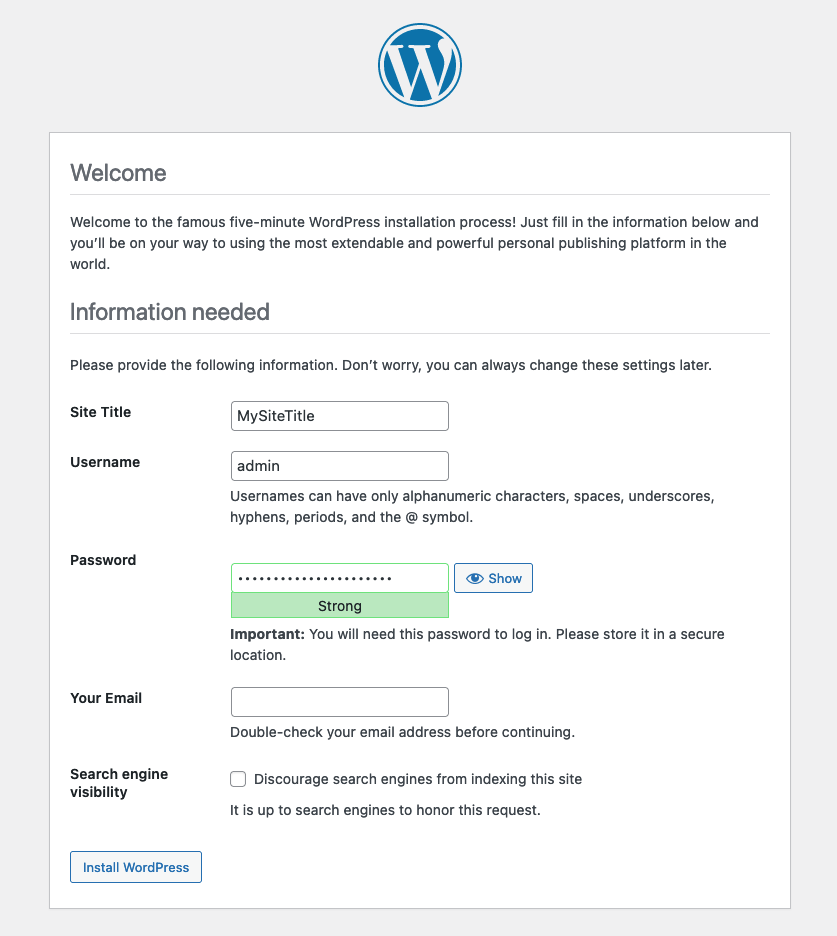 Welcome
Welcome to the famous five-minute WordPress installation process! Just fill in the information below and
you’ll be on your way to using the most extendable and powerful personal publishing platform in the
world.
Information needed
Please provide the following information. Don’t worry, you can always change these settings later.
Site Title
MySiteTitle
Username
admin
Usernames can have only alphanumeric characters, spaces, underscores,
hyphens, periods, and the @ symbol.
Password
••••••••••••••••••••••
Show
Strong
Important: You will need this password to log in. Please store it in a secure
location.
Your Email
Double-check your email address before continuing.
Search engine
visibility
Discourage search engines from indexing this site
It is up to search engines to honor this request.
Install WordPress